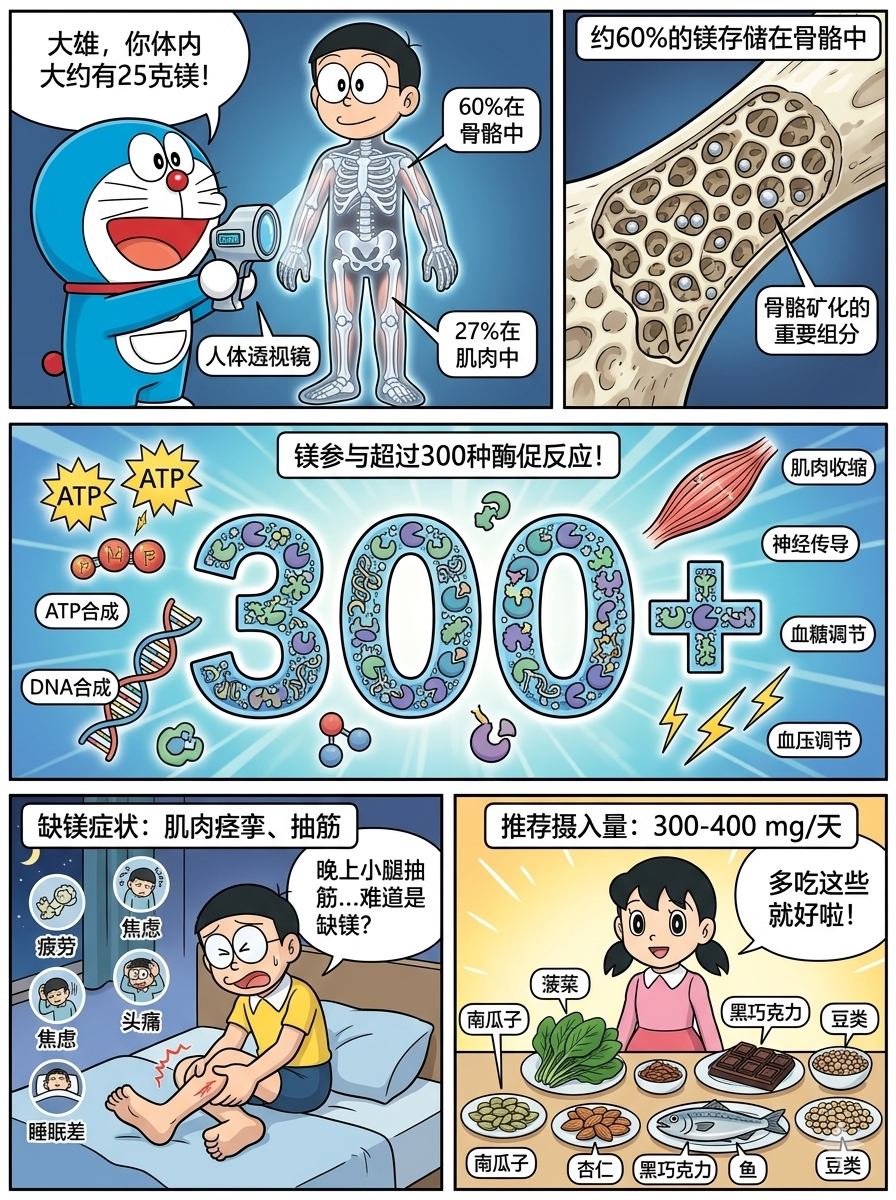 大雄，你体内
大约有25克镁！
60%在
骨骼中
27%在
肌肉中
人体透视镜
约60%的镁存储在骨骼中
骨骼矿化的
重要组分
镁参与超过300种酶促反应！
ATP
ATP
ATP合成
DNA合成
300+
肌肉收缩
神经传导
血糖调节
血压调节
缺镁症状：肌肉痉挛、抽筋
晚上小腿抽
筋…难道是
缺镁？
疲劳
焦虑
焦虑
头痛
睡眠差
推荐摄入量：300-400 mg/天
多吃这些
就好啦！
南瓜子
菠菜
黑巧克力
豆类
南瓜子
杏仁
黑巧克力
鱼
豆类